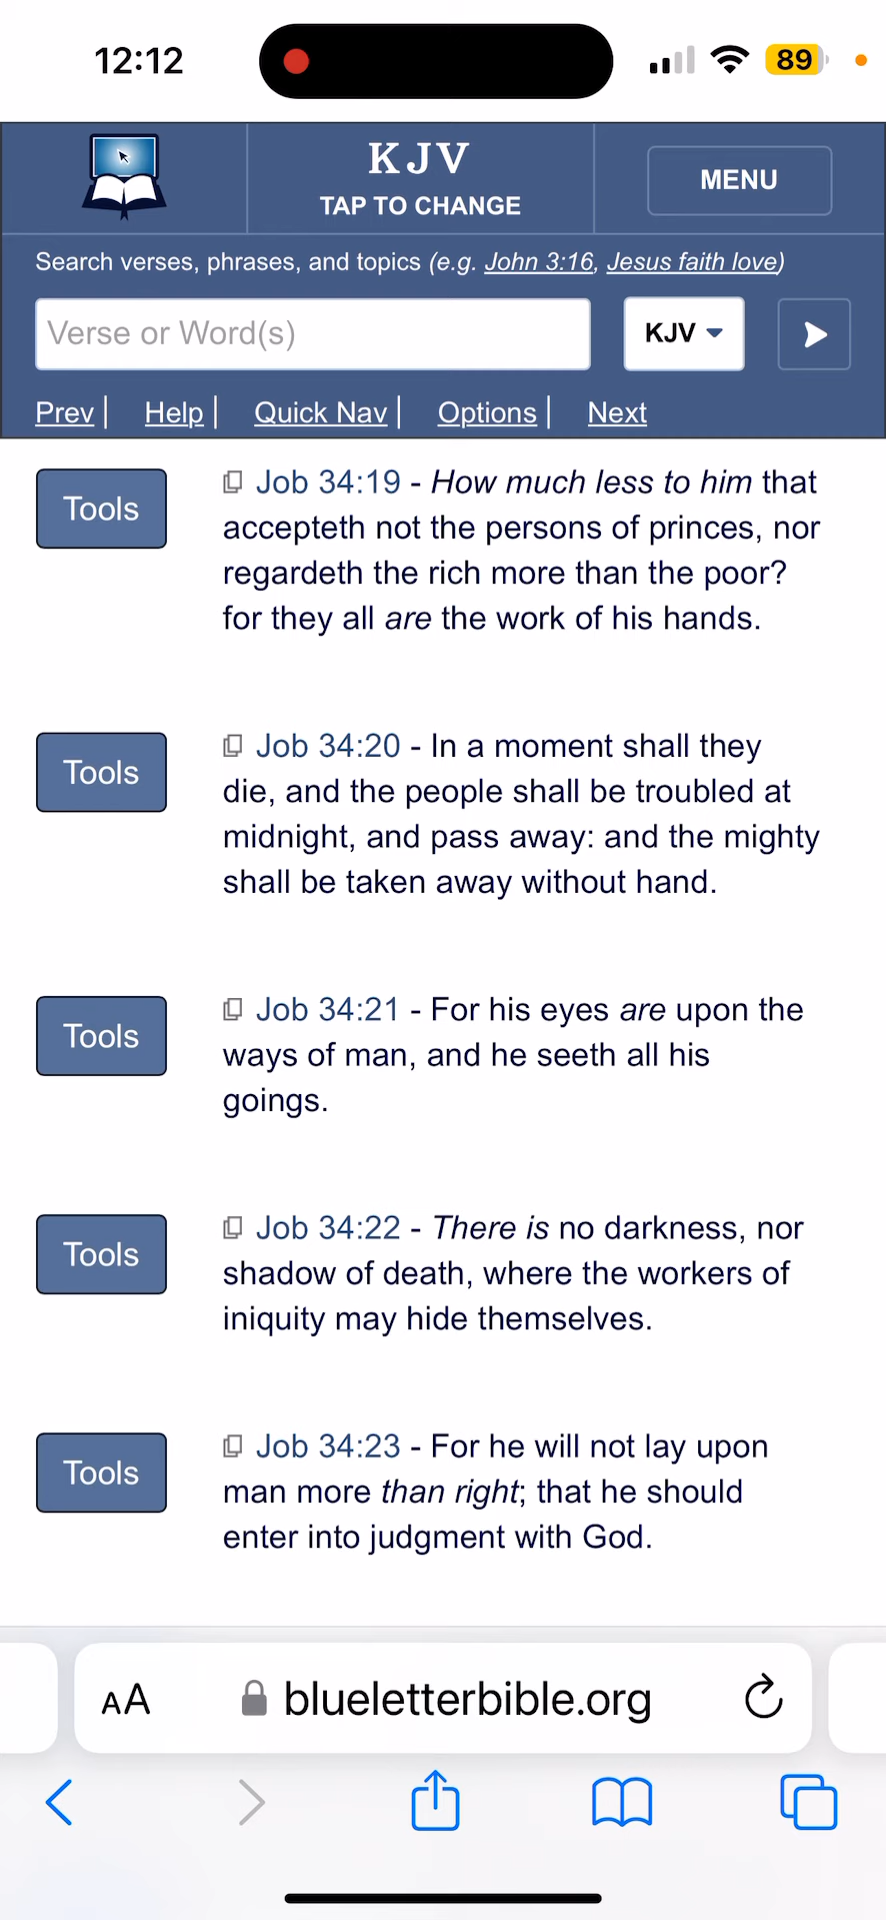 12:12
89
KJV
TAP TO CHANGE
MENU
Search verses, phrases, and topics (e.g. John 3:16, Jesus faith love)
Verse or Word(s)
KJV
Prev | Help | Quick Nav | Options | Next
Tools
Job 34:19 - How much less to him that
accepteth not the persons of princes, nor
regardeth the rich more than the poor?
for they all are the work of his hands.
Tools
Job 34:20 - In a moment shall they
die, and the people shall be troubled at
midnight, and pass away: and the mighty
shall be taken away without hand.
Tools
Job 34:21 - For his eyes are upon the
ways of man, and he seeth all his
goings.
Tools
Job 34:22 - There is no darkness, nor
shadow of death, where the workers of
iniquity may hide themselves.
Tools
Job 34:23 - For he will not lay upon
man more than right; that he should
enter into judgment with God.
AA
blueletterbible.org